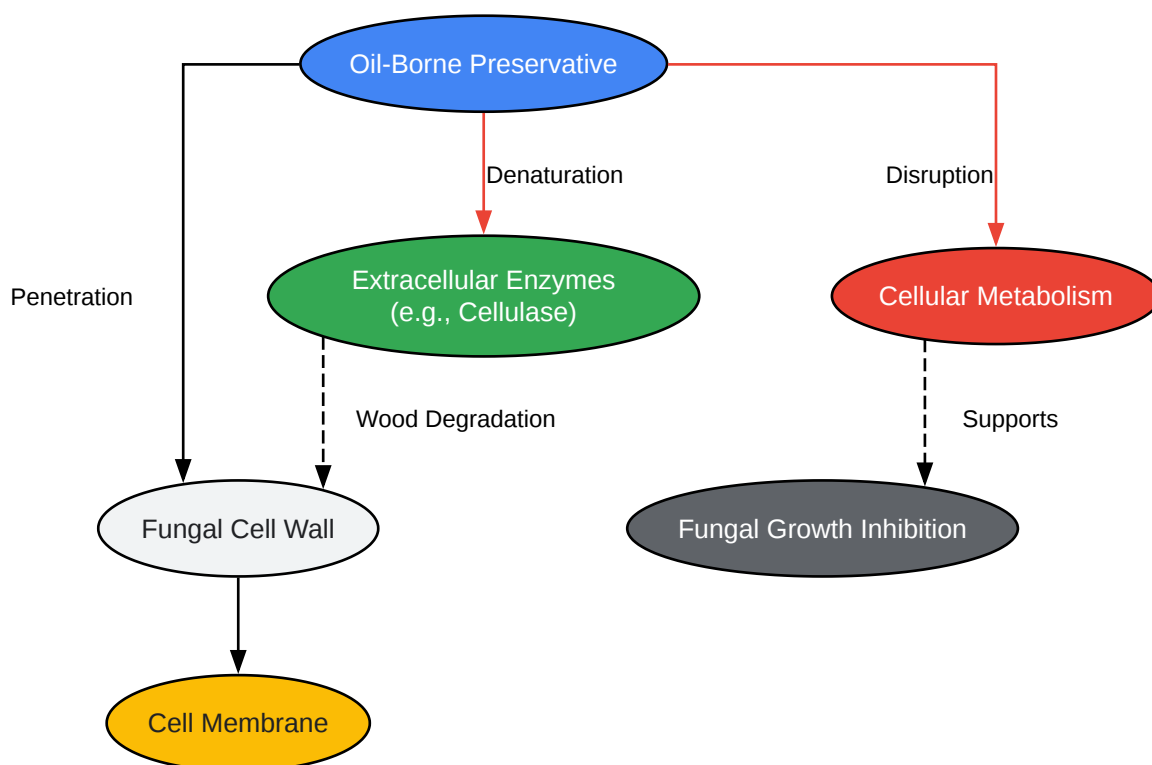 Oil-Borne Preservative
Denaturation
Disruption
Penetration
Extracellular Enzymes
(e.g., Cellulase)
Cellular Metabolism
Wood Degradation
Supports
Fungal Cell Wall
Fungal Growth Inhibition
Cell Membrane